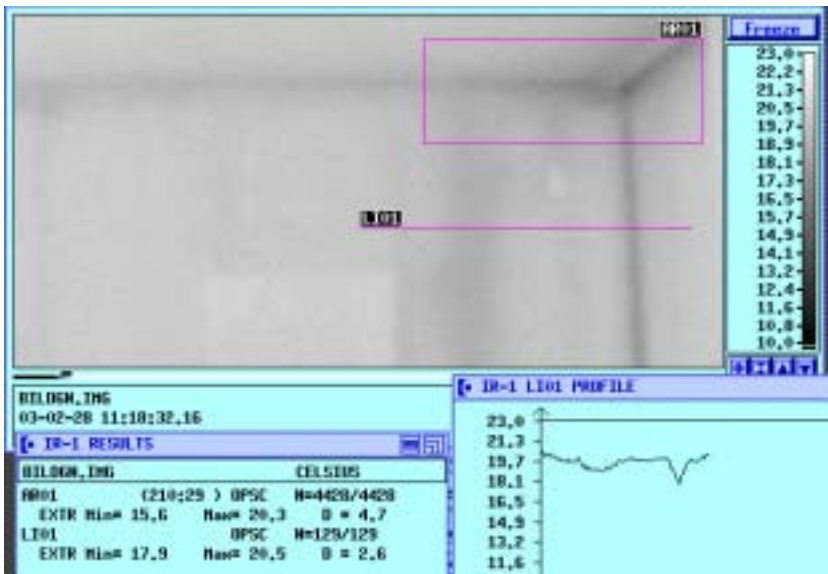 AR01
Freeze
23,0
22,2
21,3
20,5
19,7
18,9
18,1
17,3
16,5
15,7
14,9
14,1
13,2
12,4
11,6
10,8
10,0
LI01
BILDGN,IMG
03-02-28 11:18:32,16
IR-1 RESULTS
BILDGN,IMG CELSIUS
AR01 (210;29 ) OPSC N=4428/4428
EXTR Min= 15,6 Max= 20,3 D = 4,7
LI01 OPSC N=129/129
EXTR Min= 17,9 Max= 20,5 D = 2,6
IR-1 LI01 PROFILE
23,0
21,3
19,7
18,1
16,5
14,9
13,2
11,6